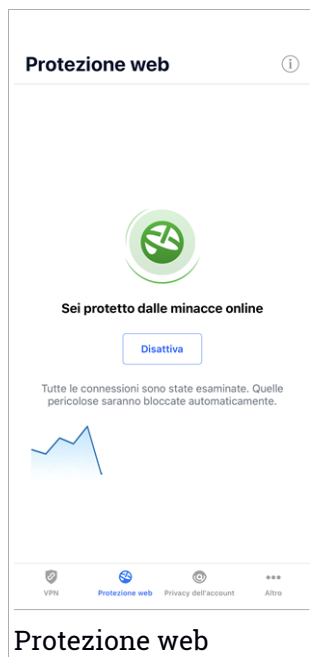 Protezione web
Sei protetto dalle minacce online
Disattiva
Tutte le connessioni sono state esaminate. Quelle
pericolose saranno bloccate automaticamente.
VPN
Protezione web
Privacy dell'account
Altro
Protezione web